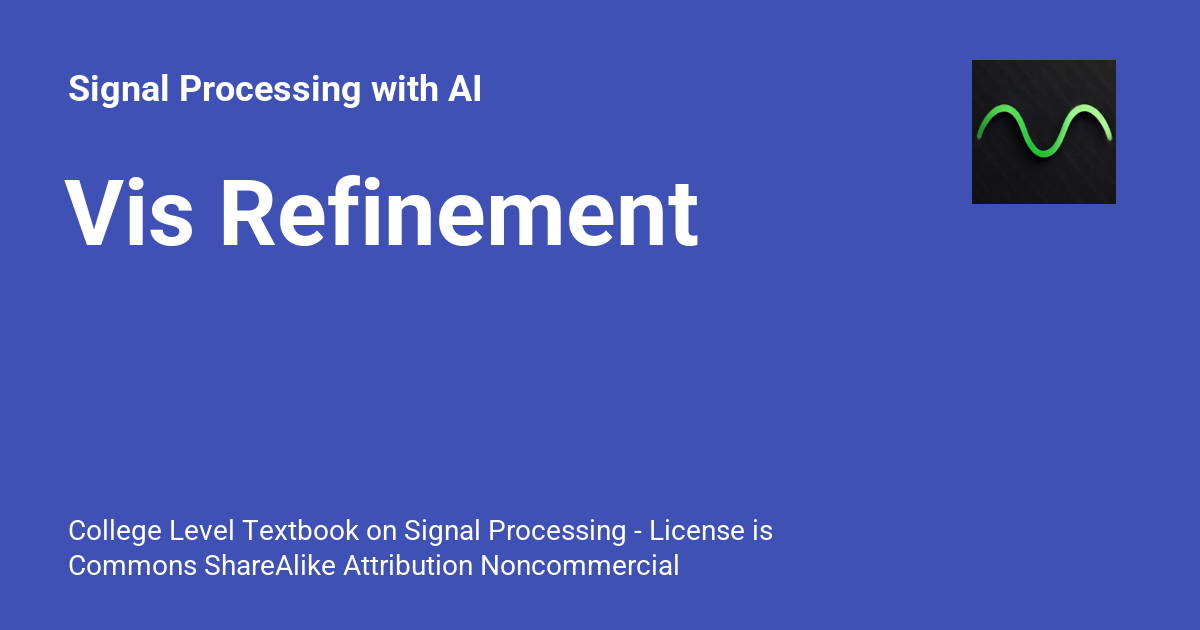 Signal Processing with AI
Vis Refinement
College Level Textbook on Signal Processing - License is
Commons ShareAlike Attribution Noncommercial